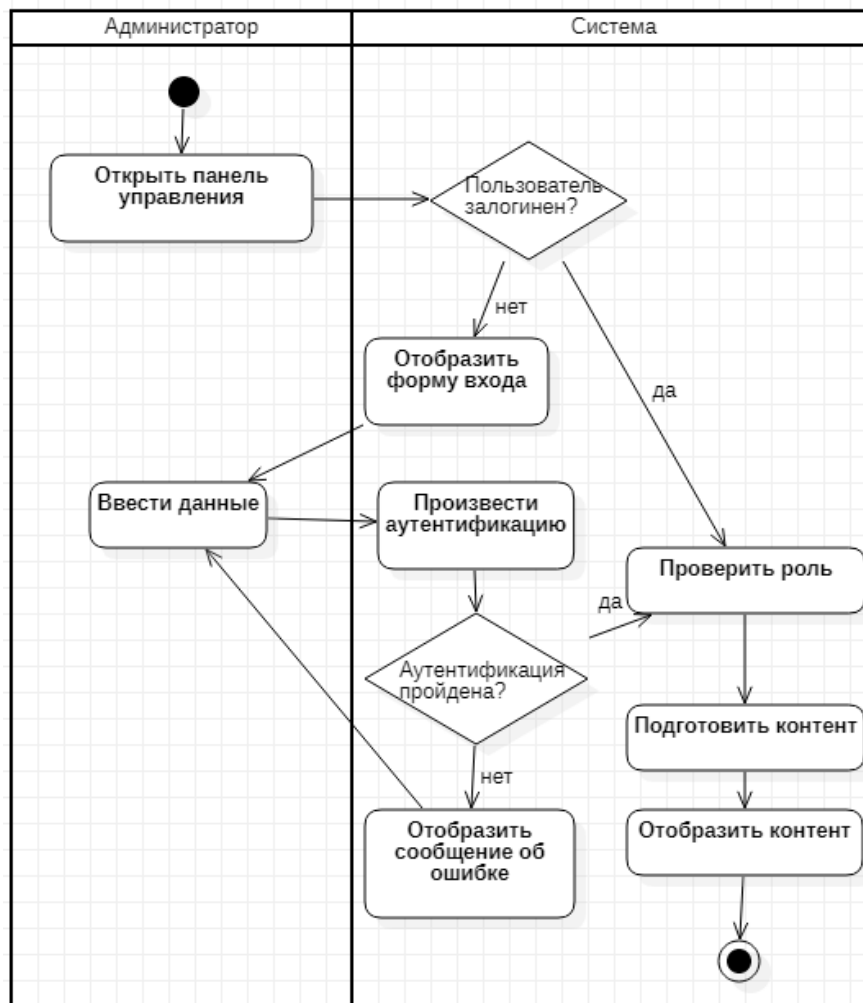 Администратор
Система
Открыть панель
управления
Пользователь
залогинен?
нет
да
Отобразить
форму входа
Ввести данные
Произвести
аутентификацию
Проверить роль
да
Аутентификация
пройдена?
Подготовить контент
нет
Отобразить
сообщение об
ошибке
Отобразить контент